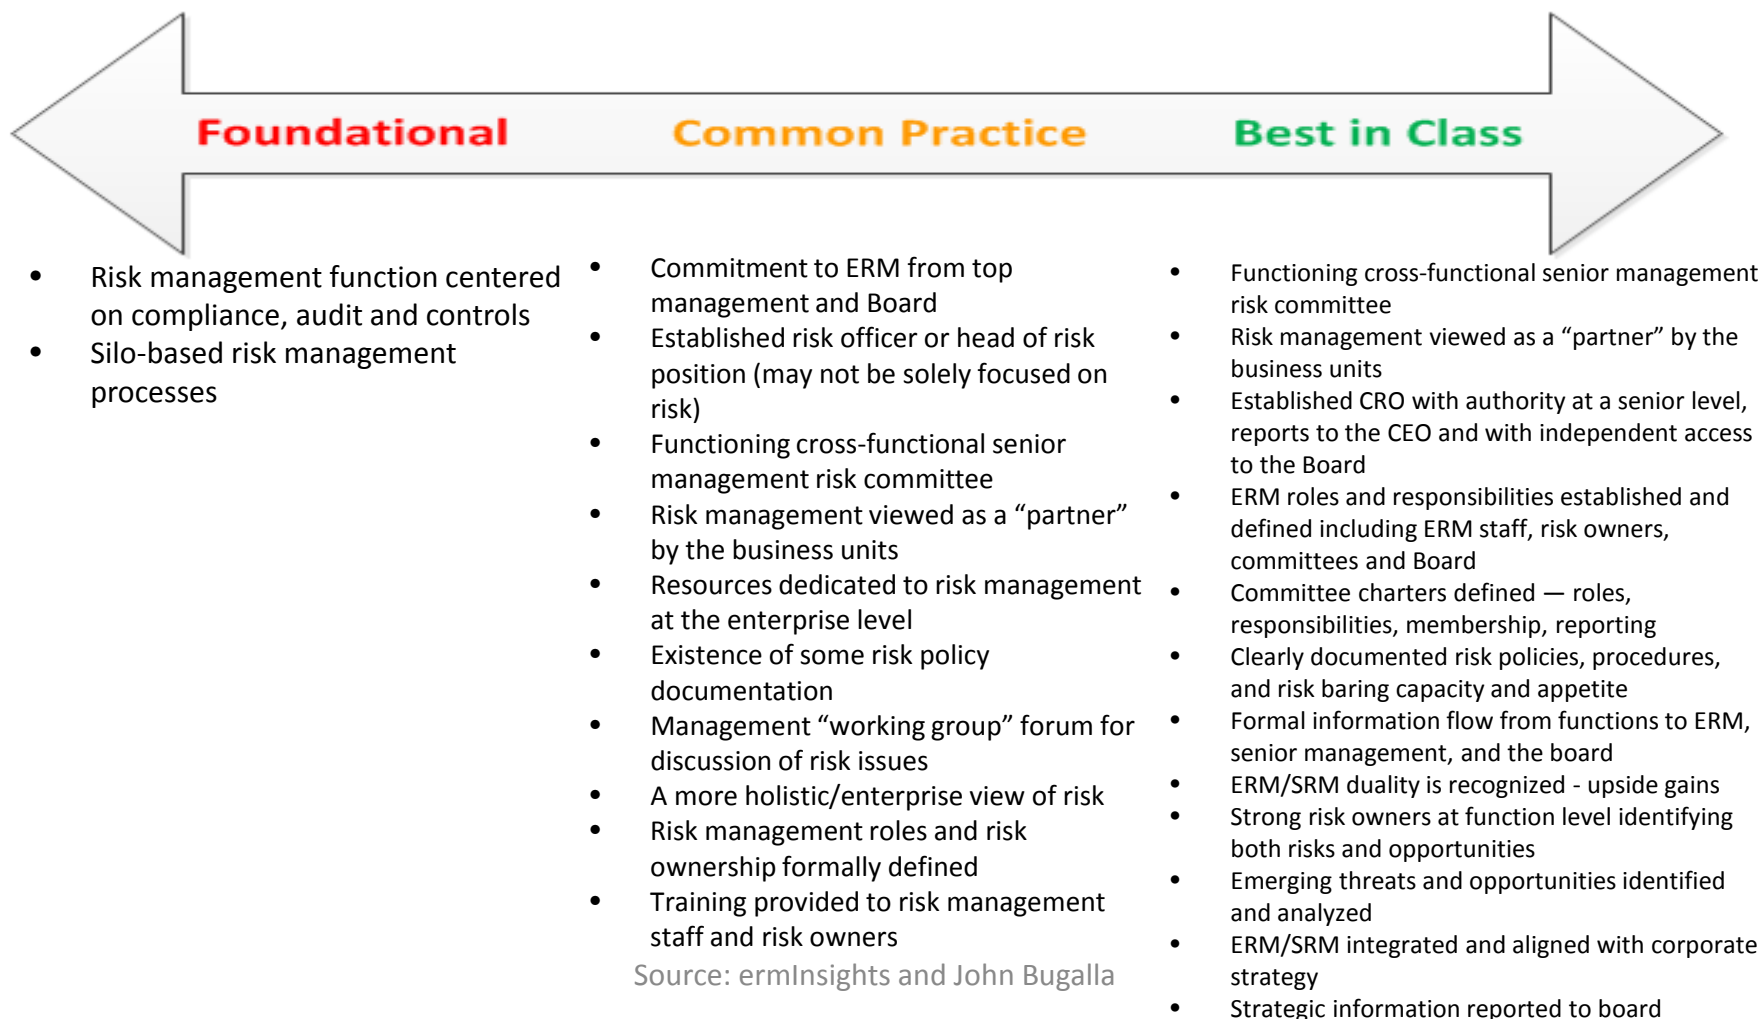 Foundational
Common Practice
Best in Class
• Risk management function centered
on compliance, audit and controls
• Silo-based risk management
processes
• Commitment to ERM from top
management and Board
• Established risk officer or head of risk
position (may not be solely focused on
risk)
• Functioning cross-functional senior
management risk committee
• Risk management viewed as a “partner”
by the business units
• Resources dedicated to risk management
at the enterprise level
• Existence of some risk policy
documentation
• Management “working group” forum for
discussion of risk issues
• A more holistic/enterprise view of risk
• Risk management roles and risk
ownership formally defined
• Training provided to risk management
staff and risk owners
• Functioning cross-functional senior management
risk committee
• Risk management viewed as a “partner” by the
business units
• Established CRO with authority at a senior level,
reports to the CEO and with independent access
to the Board
• ERM roles and responsibilities established and
defined including ERM staff, risk owners,
committees and Board
• Committee charters defined — roles,
responsibilities, membership, reporting
• Clearly documented risk policies, procedures,
and risk baring capacity and appetite
• Formal information flow from functions to ERM,
senior management, and the board
• ERM/SRM duality is recognized - upside gains
• Strong risk owners at function level identifying
both risks and opportunities
• Emerging threats and opportunities identified
and analyzed
• ERM/SRM integrated and aligned with corporate
strategy
• Strategic information reported to board
Source: ermInsights and John Bugalla